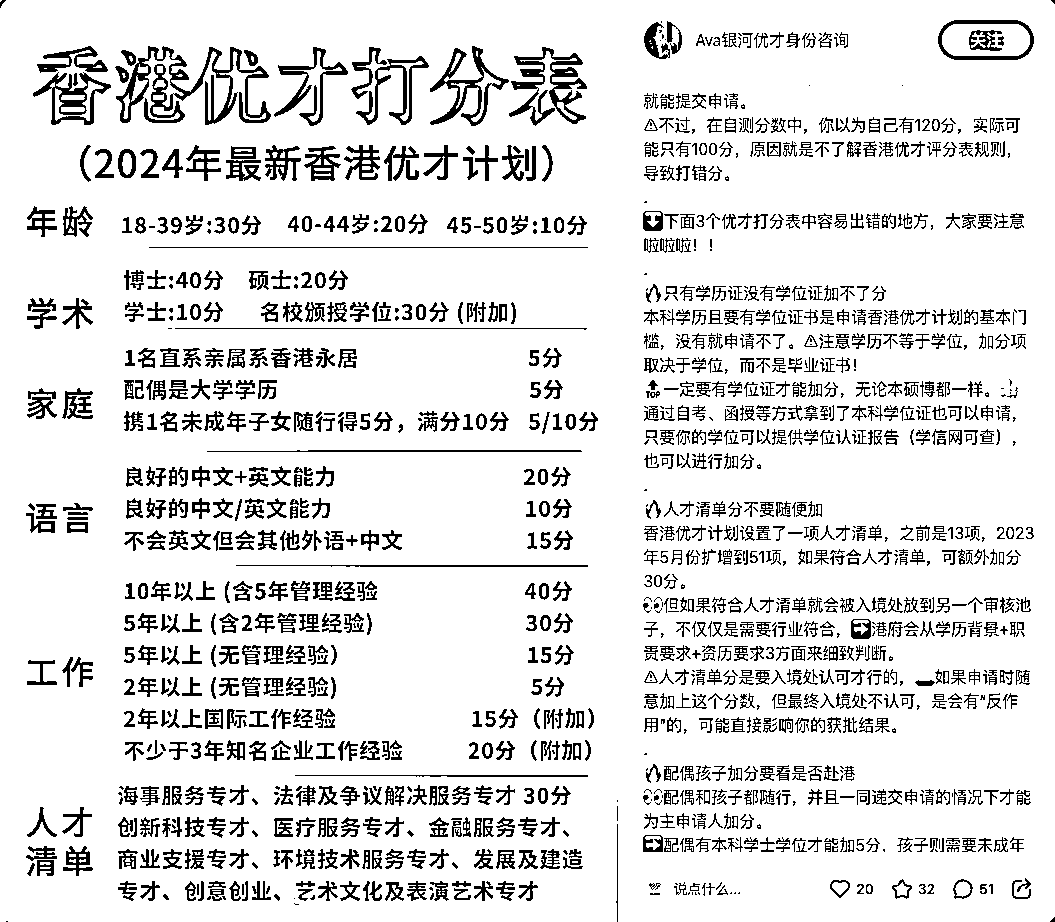 香港优才打分表
（2024年最新香港优才计划）
年龄
18-39岁:30分 40-44岁:20分 45-50岁:10分
学术
博士:40分 硕士:20分
学士:10分 名校颁授学位:30分 (附加)
家庭
1名直系亲属系香港永居 5分
配偶是大学学历 5分
携1名未成年子女随行得5分，满分10分 5/10分
语言
良好的中文+英文能力 20分
良好的中文/英文能力 10分
不会英文但会其他外语+中文 15分
工作
10年以上 (含5年管理经验 40分
5年以上 (含2年管理经验) 30分
5年以上 (无管理经验） 15分
2年以上 (无管理经验) 5分
2年以上国际工作经验 15分（附加）
不少于3年知名企业工作经验 20分（附加）
人才
清单
海事服务专才、法律及争议解决服务专才 30分
创新科技专才、医疗服务专才、金融服务专才、
商业支援专才、环境技术服务专才、发展及建造
专才、创意创业、艺术文化及表演艺术专才
Ava银河优才身份咨询
关注
就能提交申请。
⚠不过，在自测分数中，你以为自己有120分，实际可
能只有100分，原因就是不了解香港优才评分表规则，
导致打错分。
.
⬇下面3个优才打分表中容易出错的地方，大家要注意
啦啦啦！！
.
🔥只有学历证没有学位证加不了分
本科学历且要有学位证书是申请香港优才计划的基本门
槛，没有就申请不了。⚠注意学历不等于学位，加分项
取决于学位，而不是毕业证书!
一定要有学位证才能加分，无论本硕博都一样。
通过自考、函授等方式拿到了本科学位证也可以申请，
只要你的学位可以提供学位认证报告（学信网可查），
也可以进行加分。
.
🔥人才清单分不要随便加
香港优才计划设置了一项人才清单，之前是13项，2023
年5月份扩增到51项，如果符合人才清单，可额外加分
30分。
👀但如果符合人才清单就会被入境处放到另一个审核池
子，不仅仅是需要行业符合，➡港府会从学历背景+职
责要求+资历要求3方面来细致判断。
⚠人才清单分是要入境处认可才行的，如果申请时随
意加上这个分数，但最终入境处不认可，是会有“反作
用”的，可能直接影响你的获批结果。
.
🔥配偶孩子加分要看是否赴港
👀配偶和孩子都随行，并且一同递交申请的情况下才能
为主申请人加分。
➡配偶有本科学士学位才能加5分，孩子则需要未成年
说点什么...
20
32
51